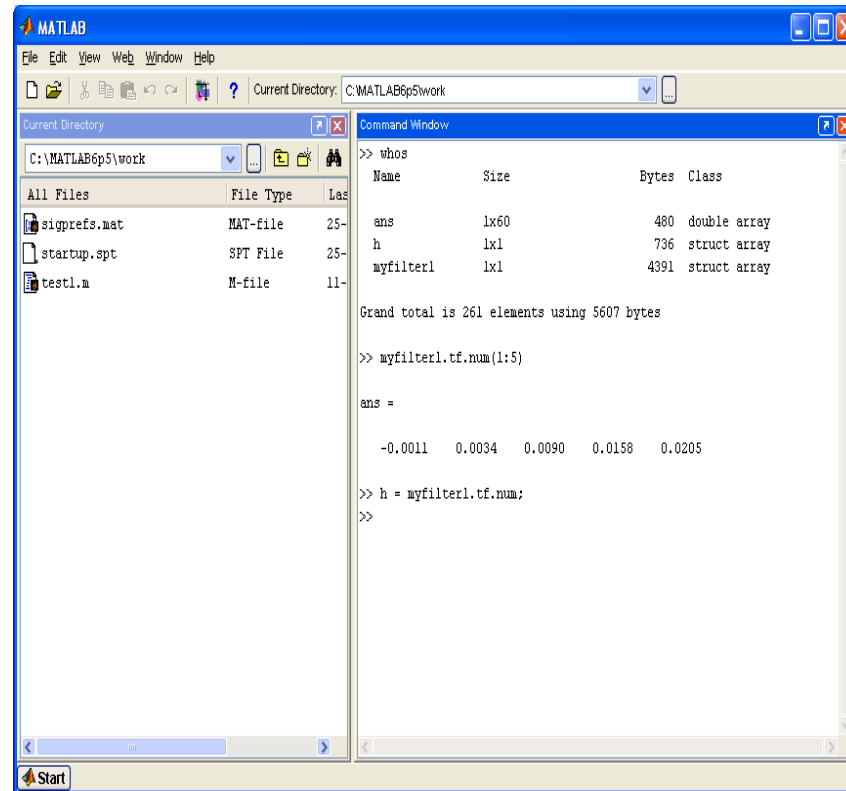 MATLAB
File Edit View Web Window Help
? Current Directory: C:\MATLAB6p5\work ...
Current Directory
C:\MATLAB6p5\work ...
All Files File Type Las
sigprefs.mat MAT-file 25-
startup.spt SPT File 25-
test1.m M-file 11-
Command Window
>> whos
Name Size Bytes Class
ans 1x60 480 double array
h 1x1 736 struct array
myfilter1 1x1 4391 struct array
Grand total is 261 elements using 5607 bytes
>> myfilter1.tf.num(1:5)
ans =
-0.0011 0.0034 0.0090 0.0158 0.0205
>> h = myfilter1.tf.num;
>>
Start